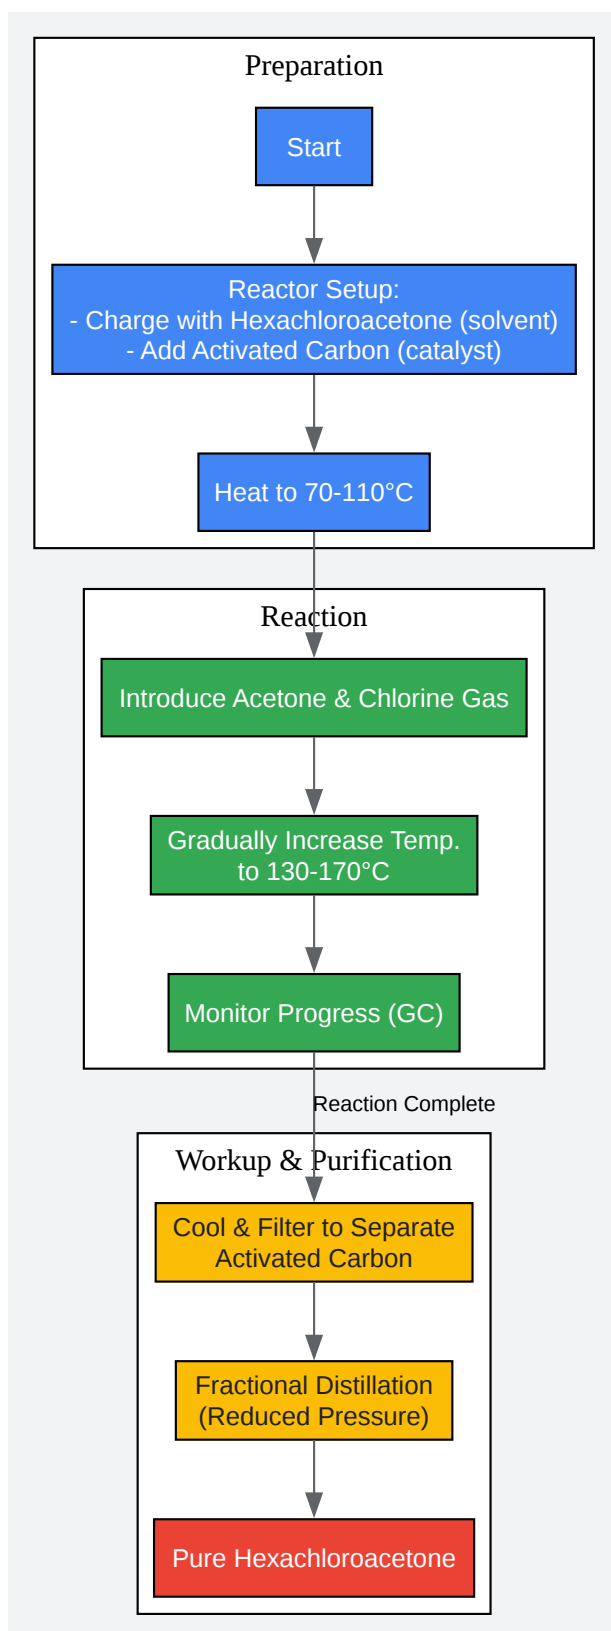 Preparation
Start
Reactor Setup:
- Charge with Hexachloroacetone (solvent)
- Add Activated Carbon (catalyst)
Heat to 70-110°C
Reaction
Introduce Acetone & Chlorine Gas
Gradually Increase Temp.
to 130-170°C
Monitor Progress (GC)
Reaction Complete
Workup & Purification
Cool & Filter to Separate
Activated Carbon
Fractional Distillation
(Reduced Pressure)
Pure Hexachloroacetone